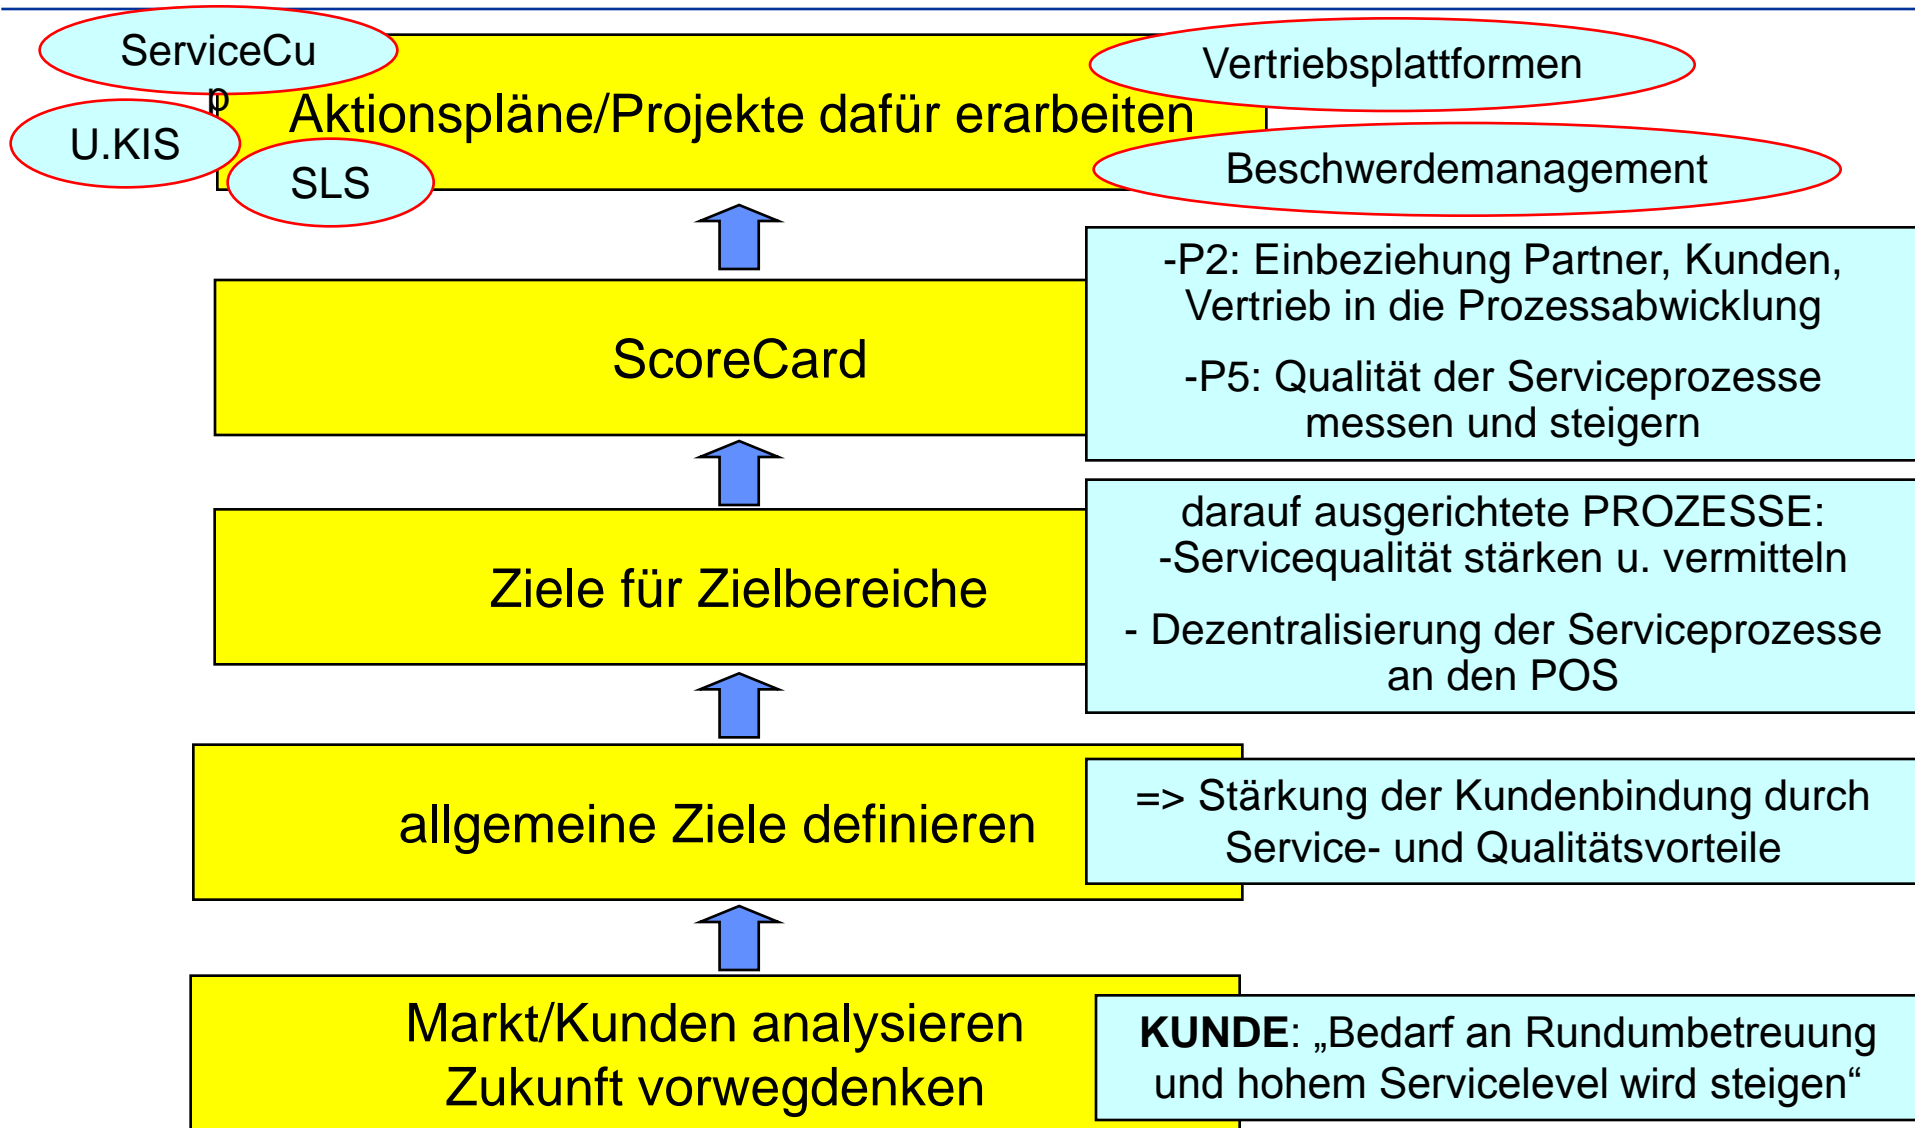 ServiceCu
p
U.KIS
SLS
Aktionspläne/Projekte dafür erarbeiten
Vertriebsplattformen
Beschwerdemanagement
ScoreCard
-P2: Einbeziehung Partner, Kunden,
Vertrieb in die Prozessabwicklung
-P5: Qualität der Serviceprozesse
messen und steigern
Ziele für Zielbereiche
darauf ausgerichtete PROZESSE:
-Servicequalität stärken u. vermitteln
- Dezentralisierung der Serviceprozesse
an den POS
allgemeine Ziele definieren
=> Stärkung der Kundenbindung durch
Service- und Qualitätsvorteile
Markt/Kunden analysieren
Zukunft vorwegdenken
KUNDE: „Bedarf an Rundumbetreuung
und hohem Servicelevel wird steigen“